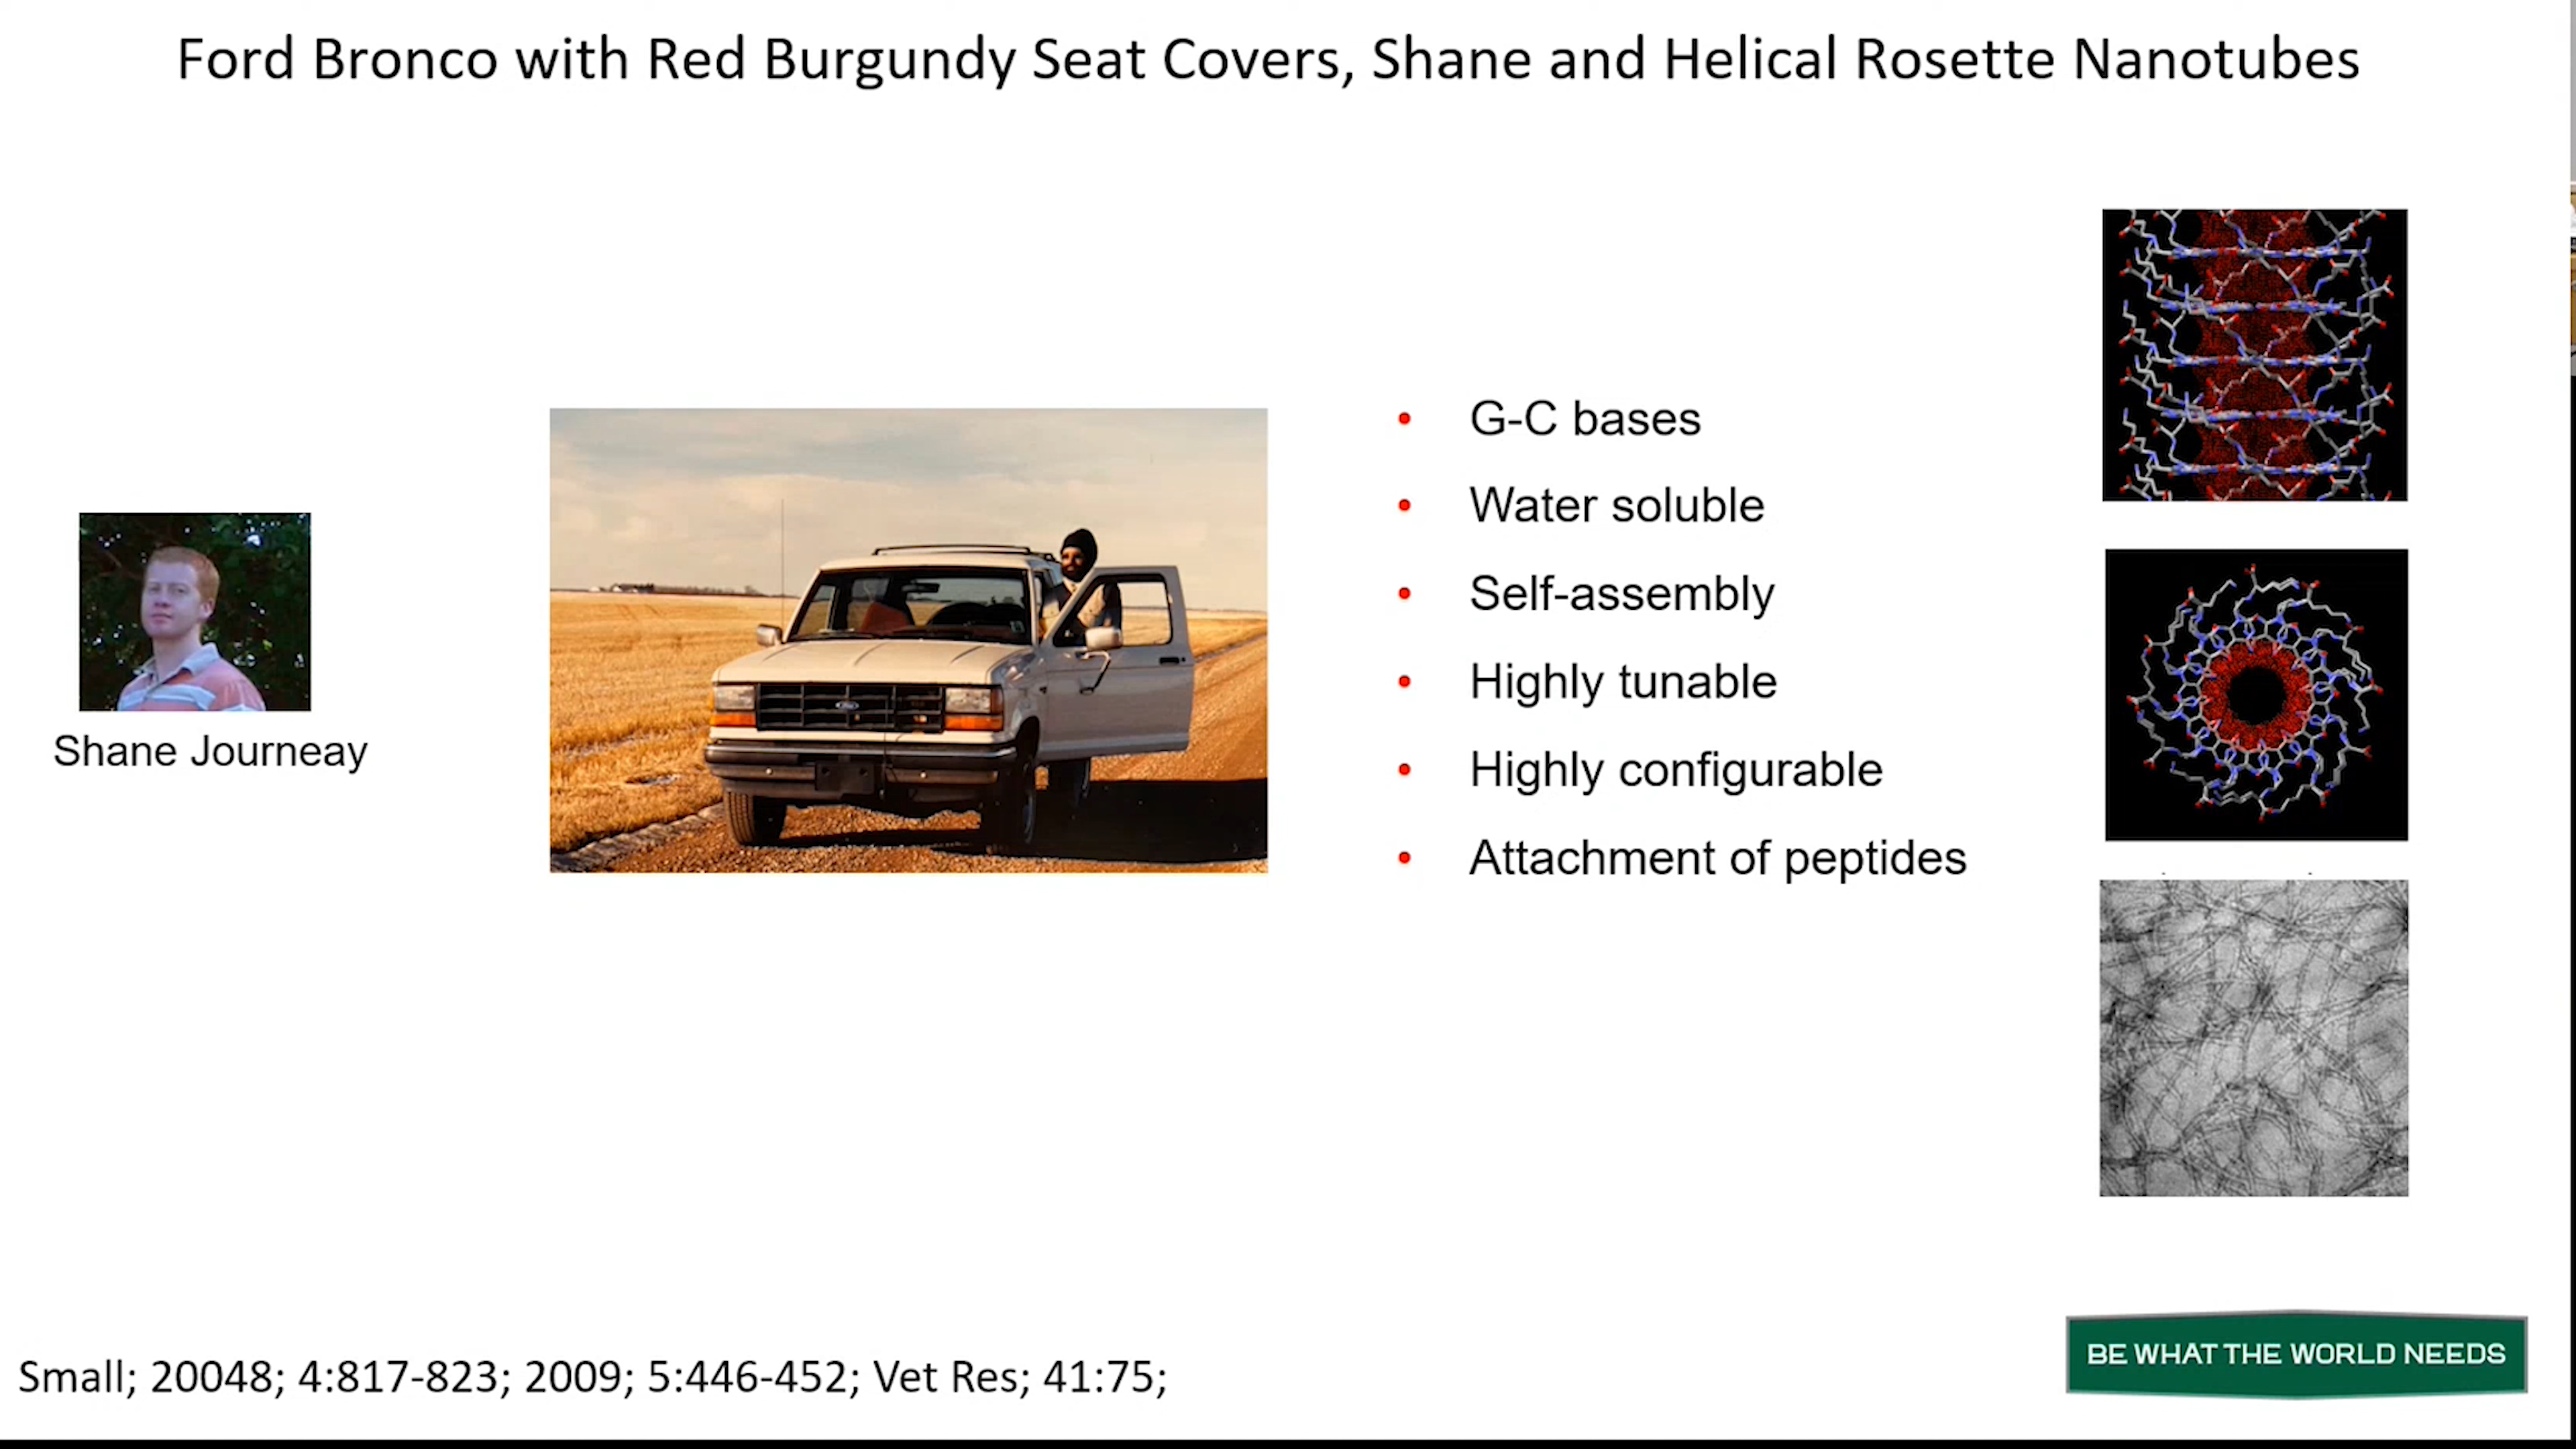 Ford Bronco with Red Burgundy Seat Covers, Shane and Helical Rosette Nanotubes
Shane Journeay
G-C bases
Water soluble
Self-assembly
Highly tunable
Highly configurable
Attachment of peptides
Small; 20048; 4:817-823; 2009; 5:446-452; Vet Res; 41:75;
BE WHAT THE WORLD NEEDS